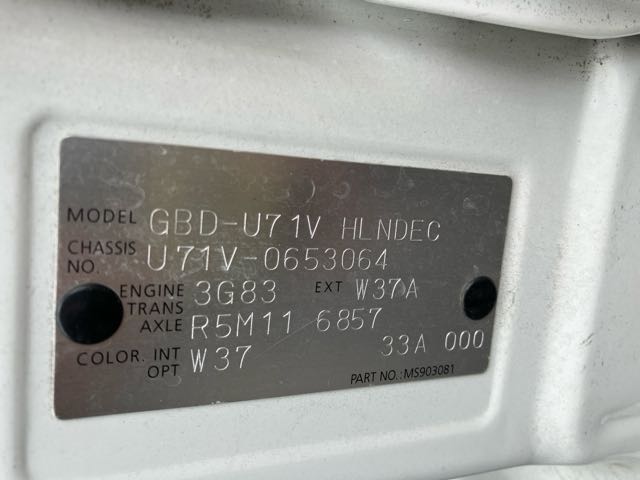 MODEL GBD-U71V HLNDEC
CHASSIS NO. U71V-0653064
ENGINE 3G83 EXT W37A
TRANS AXLE R5M11 6857
COLOR. INT OPT W37 33A 000
PART NO.:MS903081